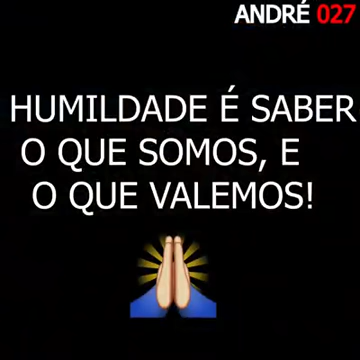 ANDRÉ 027
HUMILDADE É SABER
O QUE SOMOS, E
O QUE VALEMOS!